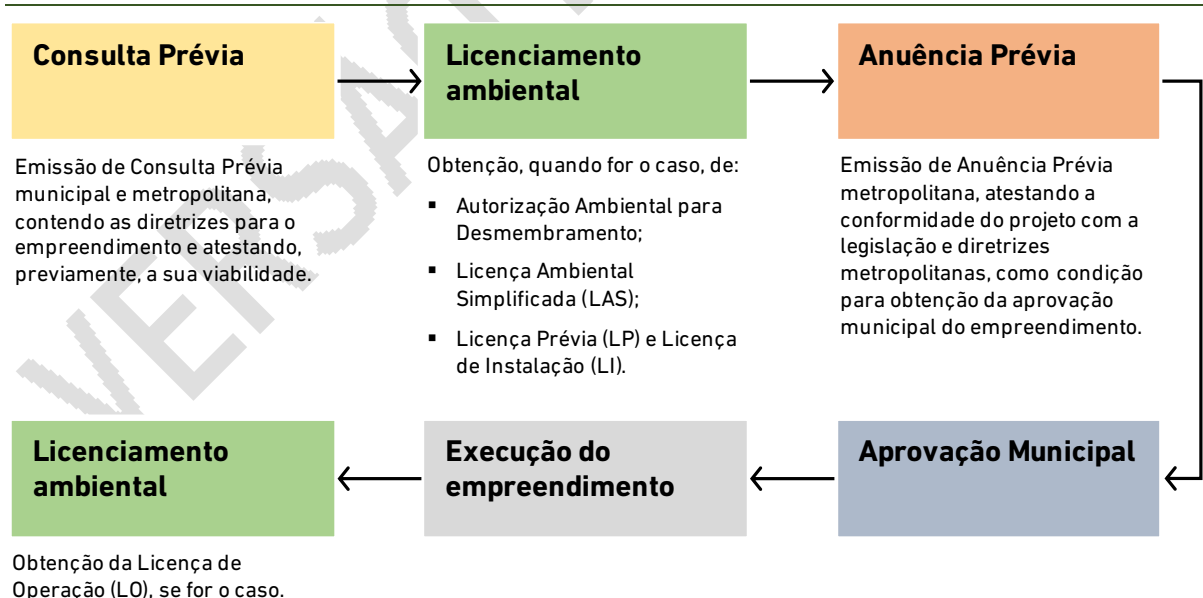 Consulta Prévia
Emissão de Consulta Prévia
municipal e metropolitana,
contendo as diretrizes para o
empreendimento e atestando,
previamente, a sua viabilidade.
Licenciamento
ambiental
Obtenção, quando for o caso, de:
▪ Autorização Ambiental para
Desmembramento;
▪ Licença Ambiental
Simplificada (LAS);
▪ Licença Prévia (LP) e Licença
de Instalação (LI).
Anuência Prévia
Emissão de Anuência Prévia
metropolitana, atestando a
conformidade do projeto com a
legislação e diretrizes
metropolitanas, como condição
para obtenção da aprovação
municipal do empreendimento.
Aprovação Municipal
Execução do
empreendimento
Licenciamento
ambiental
Obtenção da Licença de
Operação (LO), se for o caso.